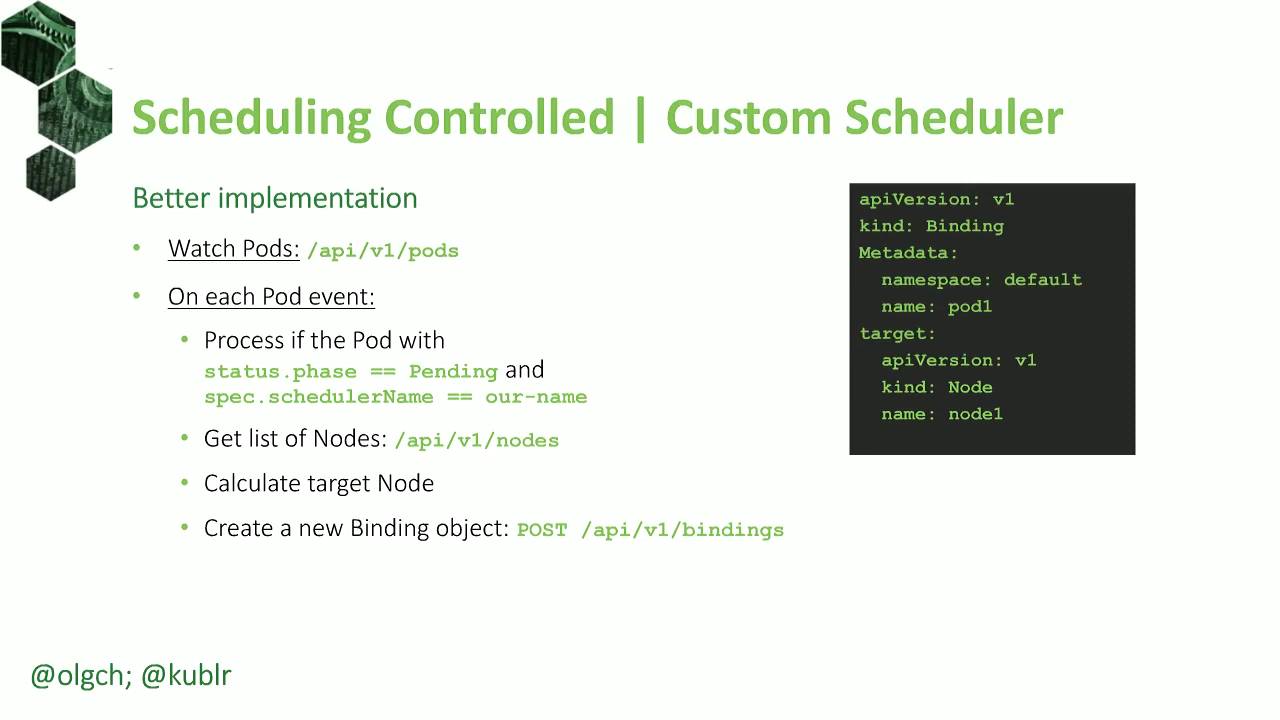 Scheduling Controlled | Custom Scheduler
Better implementation
• Watch Pods: /api/v1/pods
• On each Pod event:
• Process if the Pod with
status.phase == Pending and
spec.schedulerName == our-name
• Get list of Nodes: /api/v1/nodes
• Calculate target Node
• Create a new Binding object: POST /api/v1/bindings
apiVersion: v1
kind: Binding
Metadata:
  namespace: default
  name: pod1
target:
  apiVersion: v1
  kind: Node
  name: node1
@olgch; @kublr